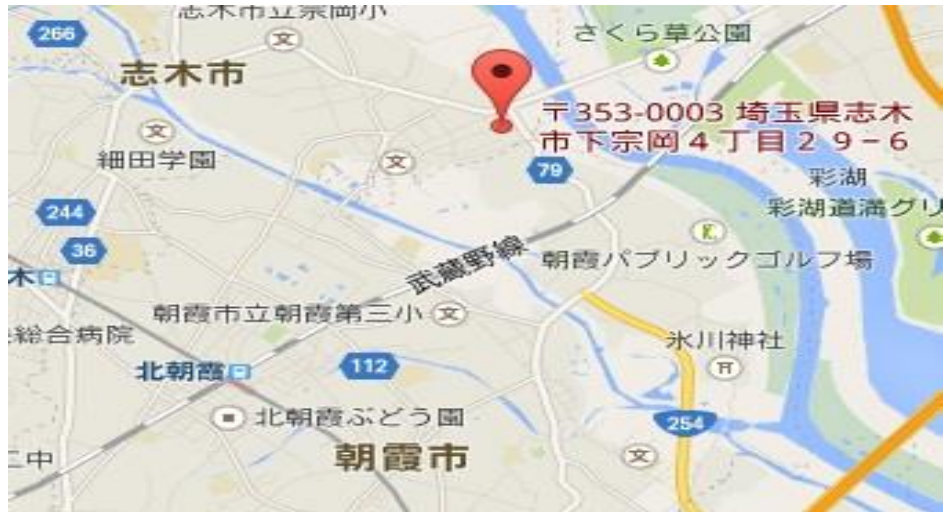 志木市立宗岡小
266
さくら草公園
志木市
〒353-0003 埼玉県志木
市下宗岡４丁目２９−６
細田学園
79
彩湖
244
彩湖道満グリ
36
武蔵野線
朝霞パブリックゴルフ場
木
朝霞市立朝霞第三小
総合病院
氷川神社
北朝霞
112
北朝霞ぶどう園
254
朝霞市
二中